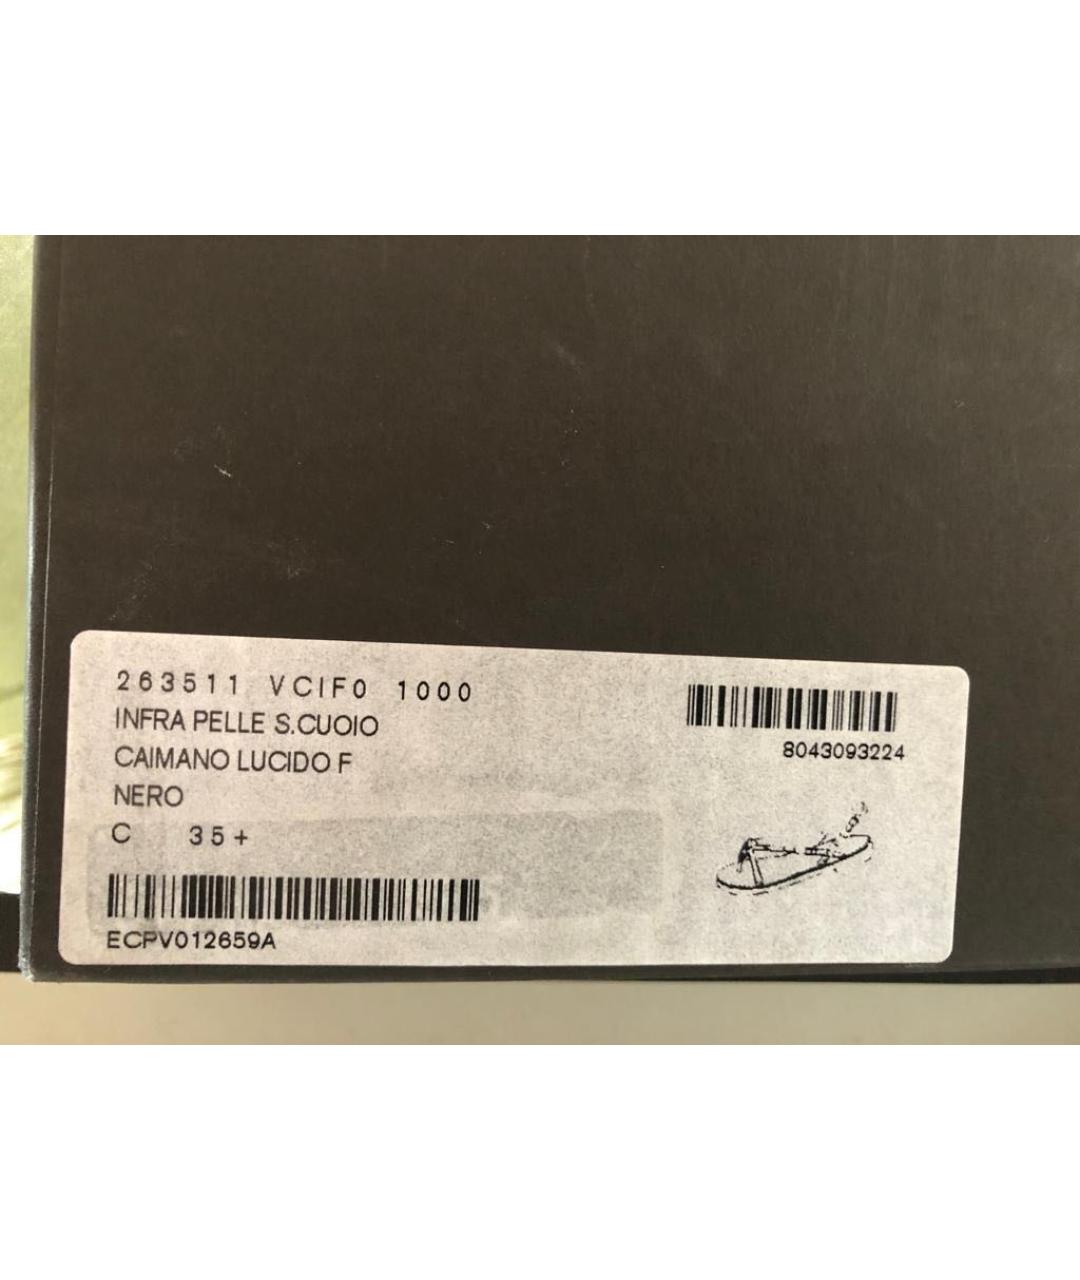 263511 VCIF0 1000
INFRA PELLE S.CUOIO
CAIMANO LUCIDO F
NERO
C 35+
ECPV012659A
8043093224